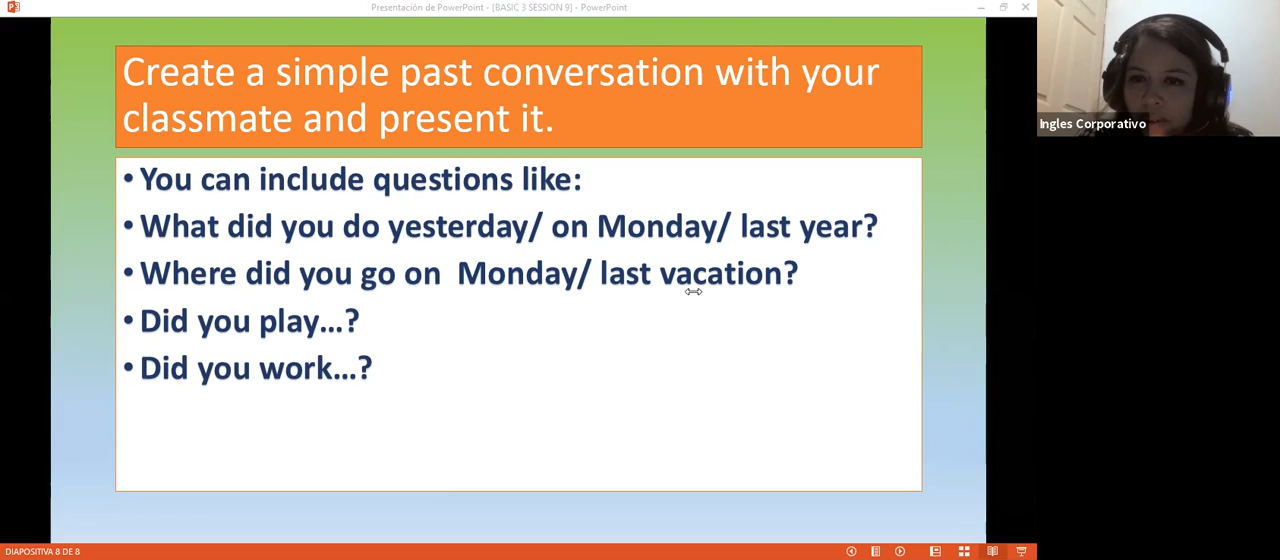 Presentación de PowerPoint - [BASIC 3 SESSION 9] - PowerPoint
Create a simple past conversation with your
classmate and present it.
Ingles Corporativo
• You can include questions like:
• What did you do yesterday/ on Monday/ last year?
• Where did you go on Monday/ last vacation?
• Did you play...?
• Did you work...?
DIAPOSITIVA 8 DE 8